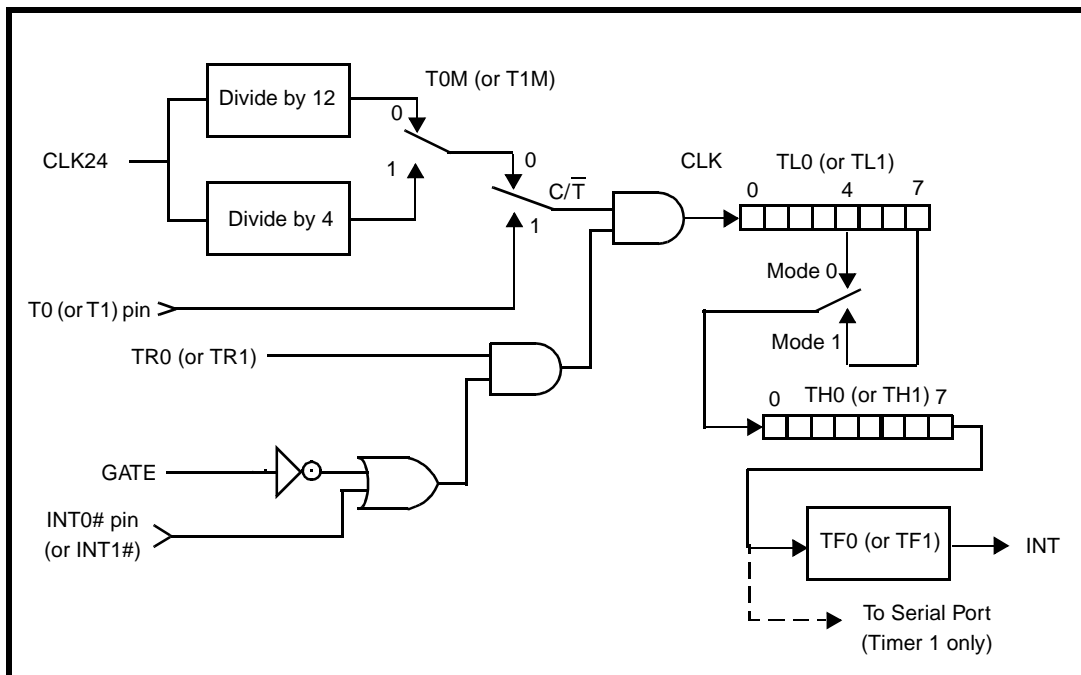 T0M (or T1M)
Divide by 12
0
CLK24
1
0
CLK
TL0 (or TL1)
0 4 7
C/T̅
Divide by 4
1
Mode 0
T0 (or T1) pin
Mode 1
TR0 (or TR1)
0 TH0 (or TH1) 7
GATE
INT0# pin
(or INT1#)
TF0 (or TF1)
INT
To Serial Port
(Timer 1 only)